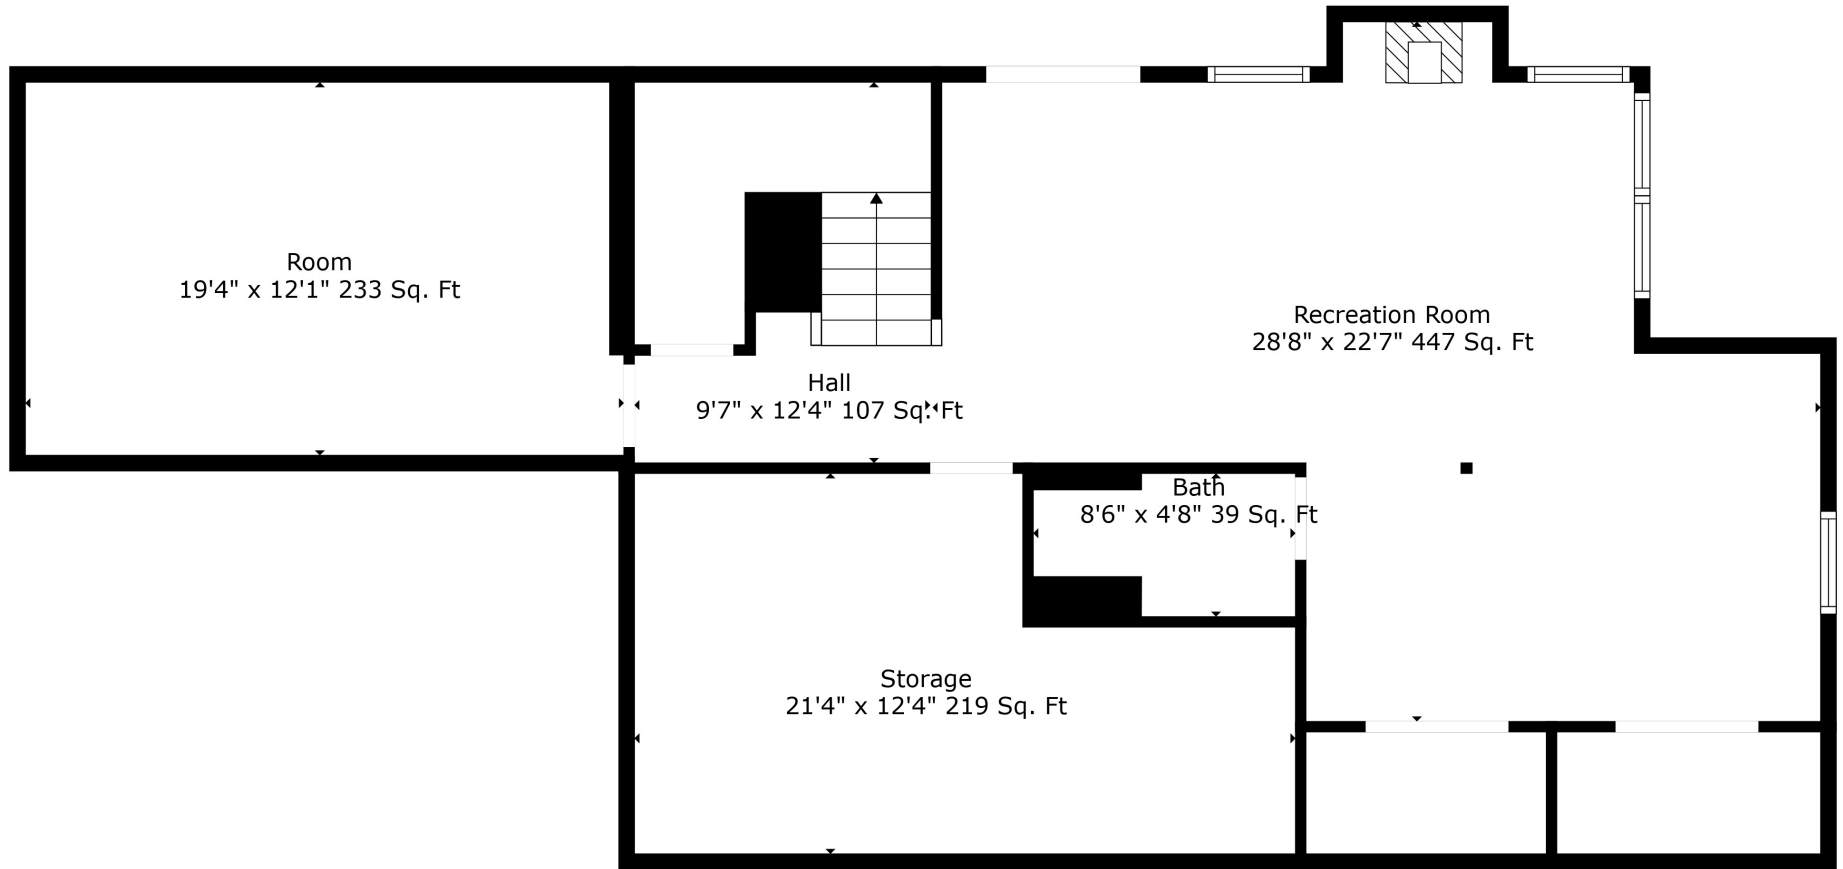 Room
19'4" x 12'1" 233 Sq. Ft
Recreation Room
28'8" x 22'7" 447 Sq. Ft
Hall
9'7" x 12'4" 107 Sq. Ft
Bath
8'6" x 4'8" 39 Sq. Ft
Storage
21'4" x 12'4" 219 Sq. Ft